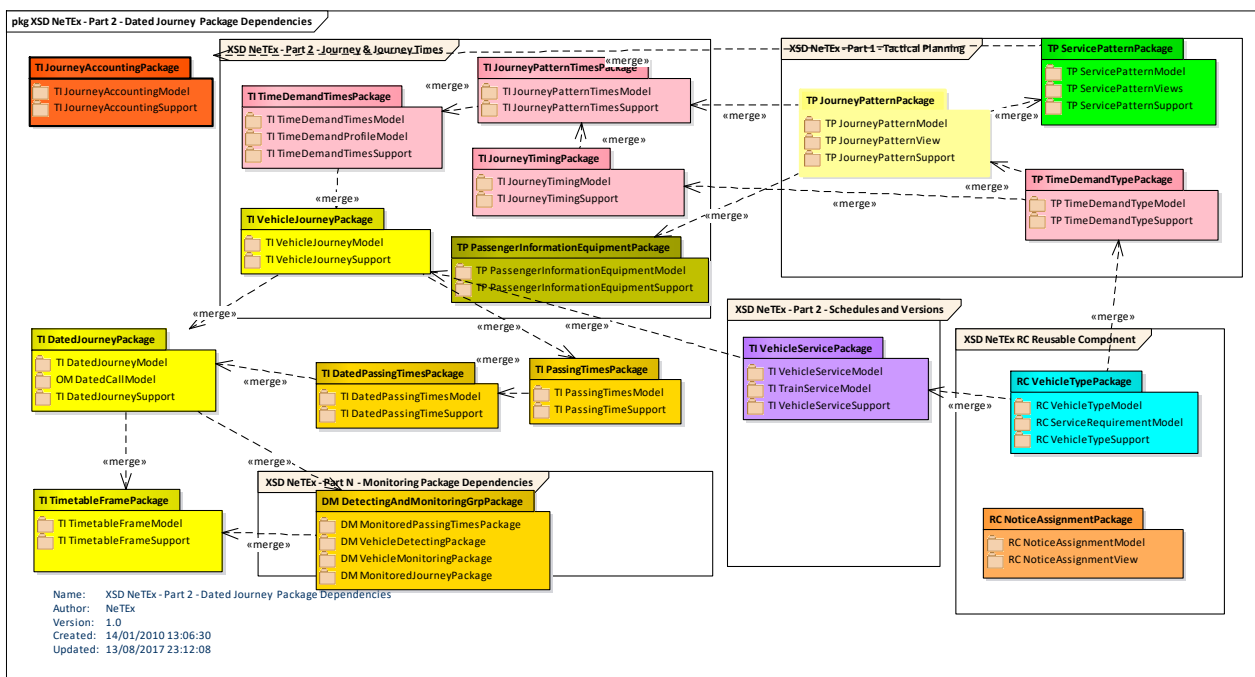 pkg XSD NeTEx - Part 2 - Dated Journey Package Dependencies
TI JourneyAccountingPackage
TI JourneyAccountingModel
TI JourneyAccountingSupport
XSD NeTEx - Part 2 - Journey & Journey Times
TI TimeDemandTimesPackage
TI TimeDemandTimesModel
TI TimeDemandProfileModel
TI TimeDemandTimesSupport
«merge»
TI JourneyPatternTimesPackage
TI JourneyPatternTimesModel
TI JourneyPatternTimesSupport
«merge»
«merge»
«merge»
TI JourneyTimingPackage
TI JourneyTimingModel
TI JourneyTimingSupport
XSD NeTEx - Part 1 - Tactical Planning
TP ServicePatternPackage
TP ServicePatternModel
TP ServicePatternViews
TP ServicePatternSupport
TP JourneyPatternPackage
TP JourneyPatternModel
TP JourneyPatternView
TP JourneyPatternSupport
«merge»
«merge»
TP TimeDemandTypePackage
TP TimeDemandTypeModel
TP TimeDemandTypeSupport
«merge»
«merge»
«merge»
TI VehicleJourneyPackage
TI VehicleJourneyModel
TI VehicleJourneySupport
TP PassengerInformationEquipmentPackage
TP PassengerInformationEquipmentModel
TP PassengerInformationEquipmentSupport
«merge»
«merge»
«merge»
«merge»
TI DatedJourneyPackage
TI DatedJourneyModel
OM DatedCallModel
TI DatedJourneySupport
«merge»
TI DatedPassingTimesPackage
TI DatedPassingTimesModel
TI DatedPassingTimeSupport
«merge»
TI PassingTimesPackage
TI PassingTimesModel
TI PassingTimeSupport
XSD NeTEx - Part 2 - Schedules and Versions
TI VehicleServicePackage
TI VehicleServiceModel
TI TrainServiceModel
TI VehicleServiceSupport
«merge»
XSD NeTEx RC Reusable Component
RC VehicleTypePackage
RC VehicleTypeModel
RC ServiceRequirementModel
RC VehicleTypeSupport
RC NoticeAssignmentPackage
RC NoticeAssignmentModel
RC NoticeAssignmentView
«merge»
«merge»
TI TimetableFramePackage
TI TimetableFrameModel
TI TimetableFrameSupport
«merge»
XSD NeTEx - Part N - Monitoring Package Dependencies
DM DetectingAndMonitoringGrpPackage
DM MonitoredPassingTimesPackage
DM VehicleDetectingPackage
DM VehicleMonitoringPackage
DM MonitoredJourneyPackage
Name: XSD NeTEx - Part 2 - Dated Journey Package Dependencies
Author: NeTEx
Version: 1.0
Created: 14/01/2010 13:06:30
Updated: 13/08/2017 23:12:08